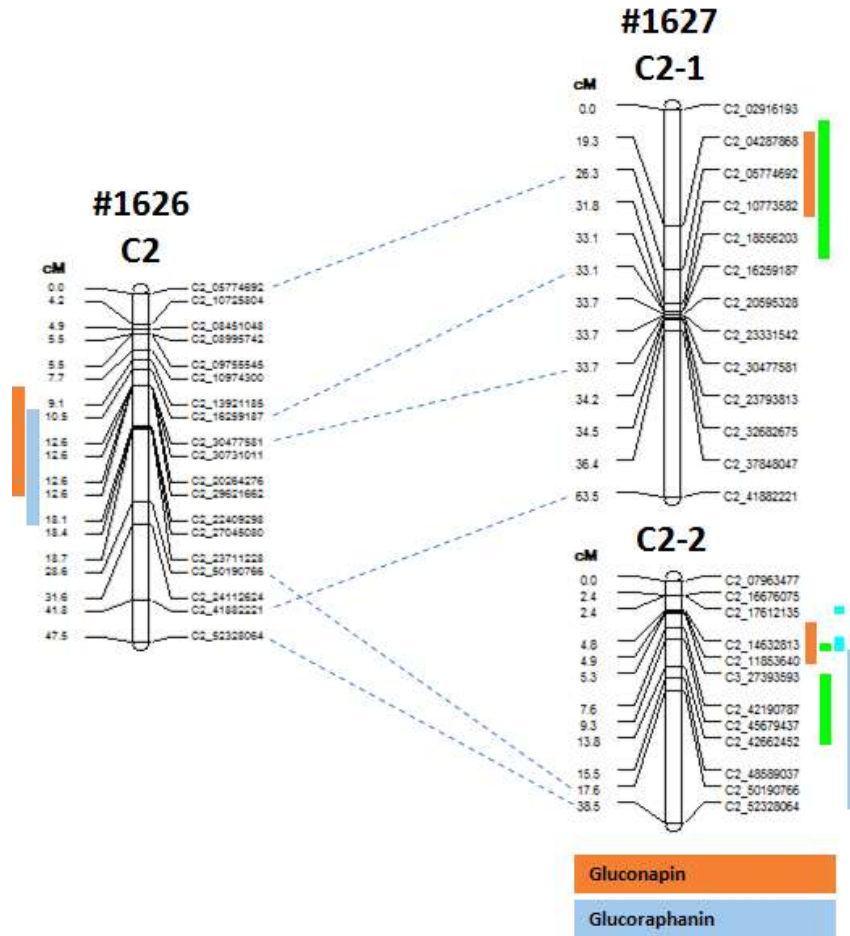 #1627
C2-1
cM
0.0 C2_02916193
19.3 C2_04287868
26.3 C2_05774692
31.8 C2_10773582
33.1 C2_18556203
33.1 C2_16259187
33.7 C2_20595328
33.7 C2_23331542
33.7 C2_30477581
34.2 C2_23793813
34.5 C2_32682675
36.4 C2_37848047
63.5 C2_41882221
#1626
C2
cM
0.0 C2_05774692
4.2 C2_10725804
4.9 C2_08451048
5.5 C2_08995742
5.5 C2_09755545
7.7 C2_10974300
9.1 C2_13921185
10.5 C2_16259187
12.6 C2_30477581
12.6 C2_30731011
12.6 C2_20264276
12.6 C2_29621662
18.1 C2_22409298
18.4 C2_27045080
18.7 C2_23711228
28.6 C2_50190766
31.6 C2_24112624
41.8 C2_41882221
47.5 C2_52328064
C2-2
cM
0.0 C2_07963477
2.4 C2_16676075
2.4 C2_17612135
4.8 C2_14632813
4.9 C2_11853640
5.3 C3_27393593
7.6 C2_42190787
9.3 C2_45679437
13.8 C2_42662452
15.5 C2_48589037
17.6 C2_50190766
38.5 C2_52328064
Gluconapin
Glucoraphanin